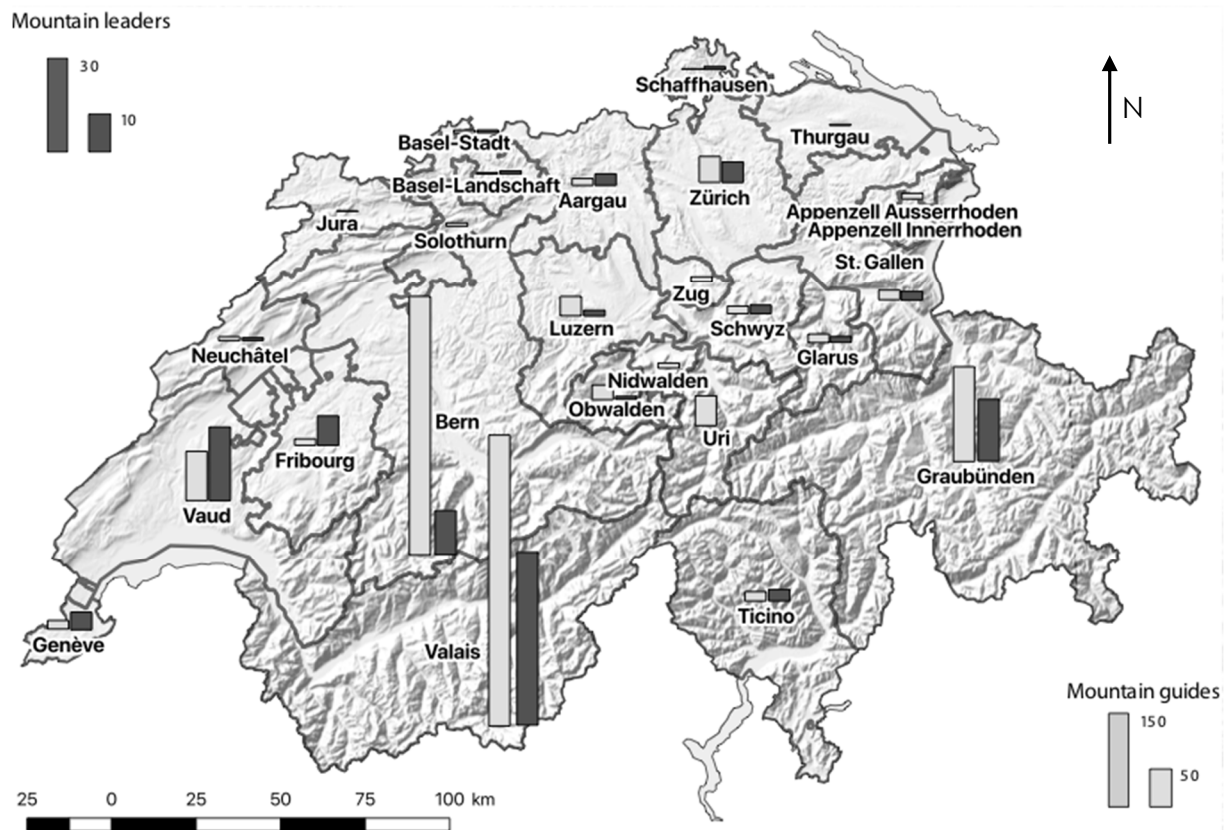 Mountain leaders
30
10
N
Schaffhausen
Thurgau
Basel-Stadt
Basel-Landschaft
Aargau
Zürich
Jura
Solothurn
Appenzell Ausserrhoden
Appenzell Innerrhoden
St. Gallen
Zug
Luzern
Schwyz
Neuchâtel
Glarus
Nidwalden
Obwalden
Bern
Uri
Fribourg
Graubünden
Vaud
Ticino
Genève
Valais
Mountain guides
150
50
25 0 25 50 75 100 km